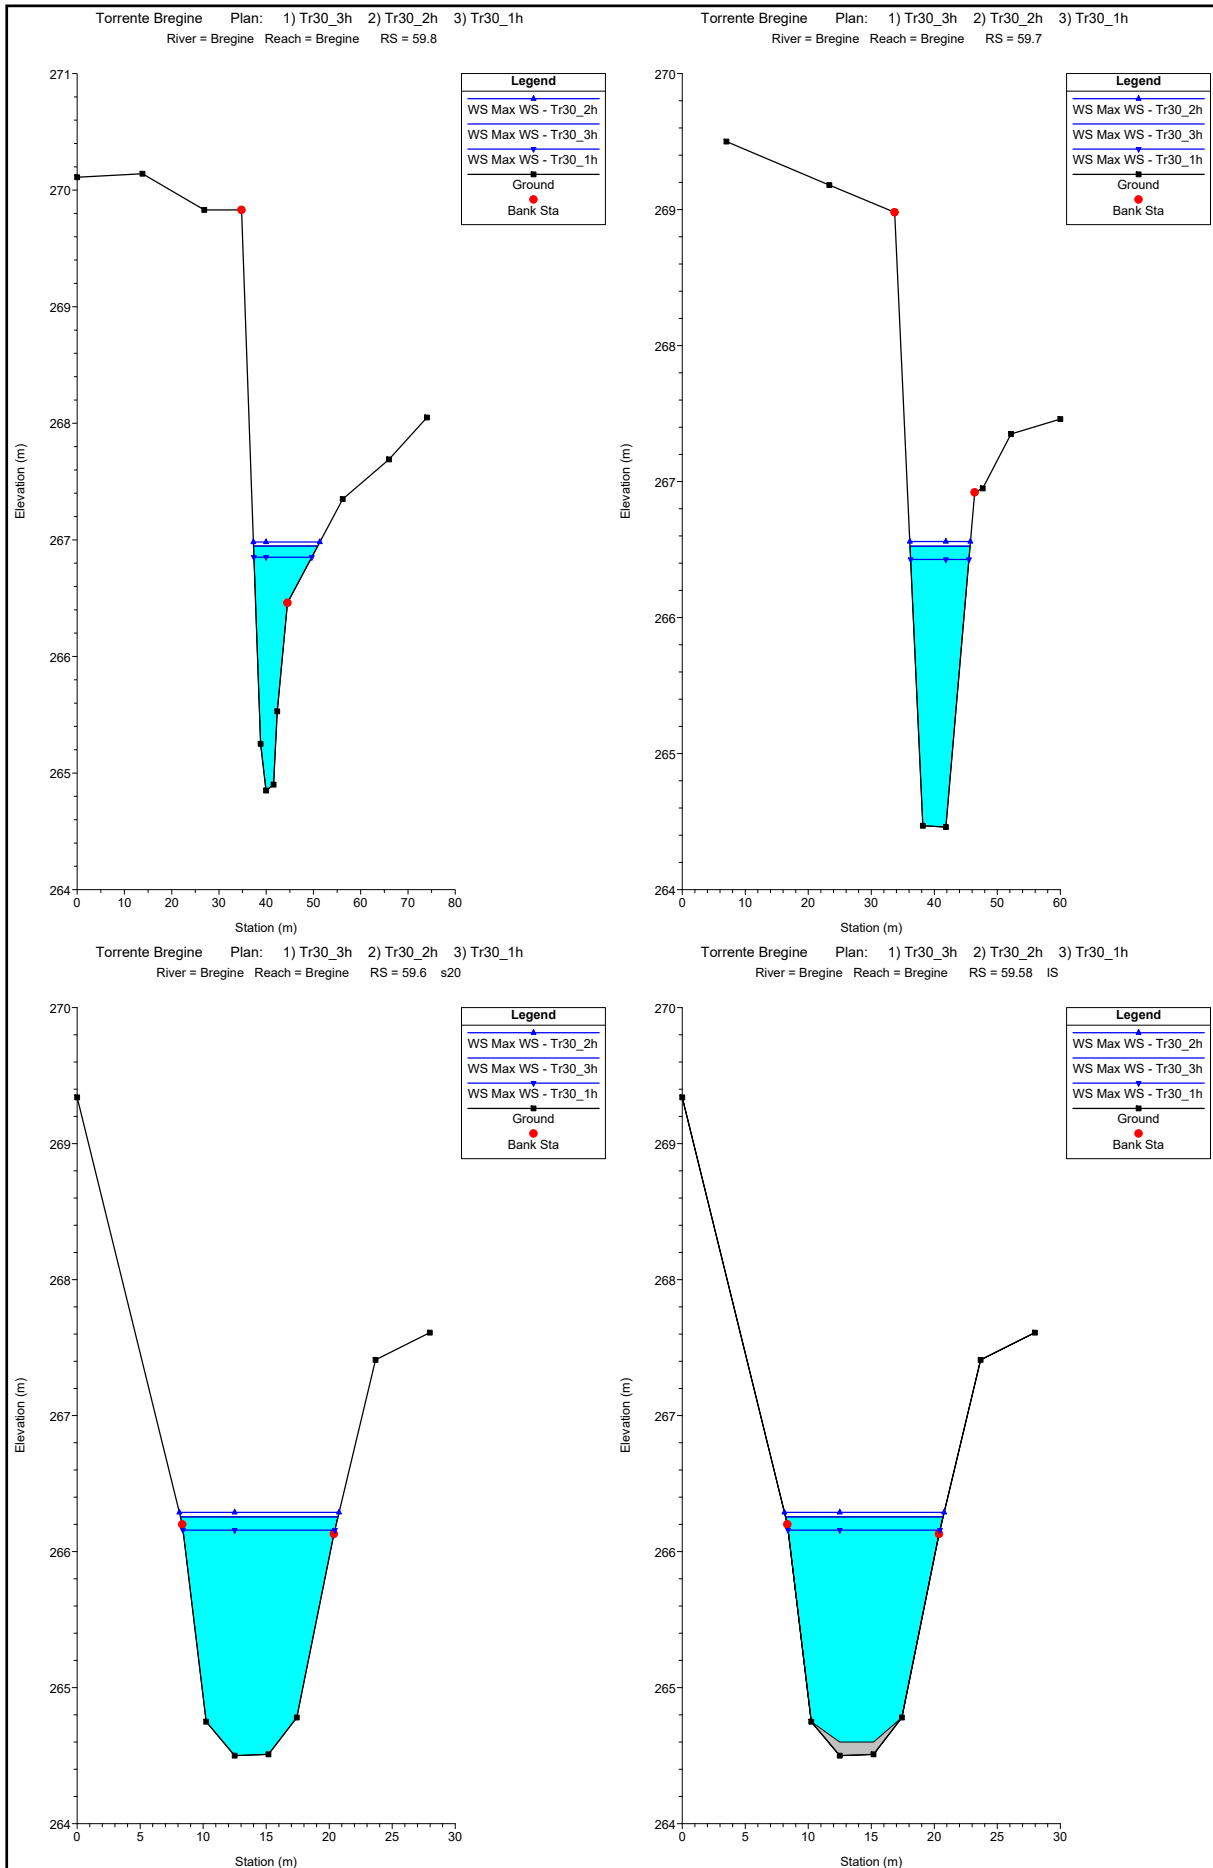 Torrente Bregine Plan: 1) Tr30_3h 2) Tr30_2h 3) Tr30_1h
River = Bregine Reach = Bregine RS = 59.8
271
270
269
268
267
266
265
264
0 10 20 30 40 50 60 70 80
Station (m)
Elevation (m)
Legend
WS Max WS - Tr30_2h
WS Max WS - Tr30_3h
WS Max WS - Tr30_1h
Ground
Bank Sta
Torrente Bregine Plan: 1) Tr30_3h 2) Tr30_2h 3) Tr30_1h
River = Bregine Reach = Bregine RS = 59.7
270
269
268
267
266
265
264
0 10 20 30 40 50 60
Station (m)
Elevation (m)
Legend
WS Max WS - Tr30_2h
WS Max WS - Tr30_3h
WS Max WS - Tr30_1h
Ground
Bank Sta
Torrente Bregine Plan: 1) Tr30_3h 2) Tr30_2h 3) Tr30_1h
River = Bregine Reach = Bregine RS = 59.6 s20
270
269
268
267
266
265
264
0 5 10 15 20 25 30
Station (m)
Elevation (m)
Legend
WS Max WS - Tr30_2h
WS Max WS - Tr30_3h
WS Max WS - Tr30_1h
Ground
Bank Sta
Torrente Bregine Plan: 1) Tr30_3h 2) Tr30_2h 3) Tr30_1h
River = Bregine Reach = Bregine RS = 59.58 IS
270
269
268
267
266
265
264
0 5 10 15 20 25 30
Station (m)
Elevation (m)
Legend
WS Max WS - Tr30_2h
WS Max WS - Tr30_3h
WS Max WS - Tr30_1h
Ground
Bank Sta